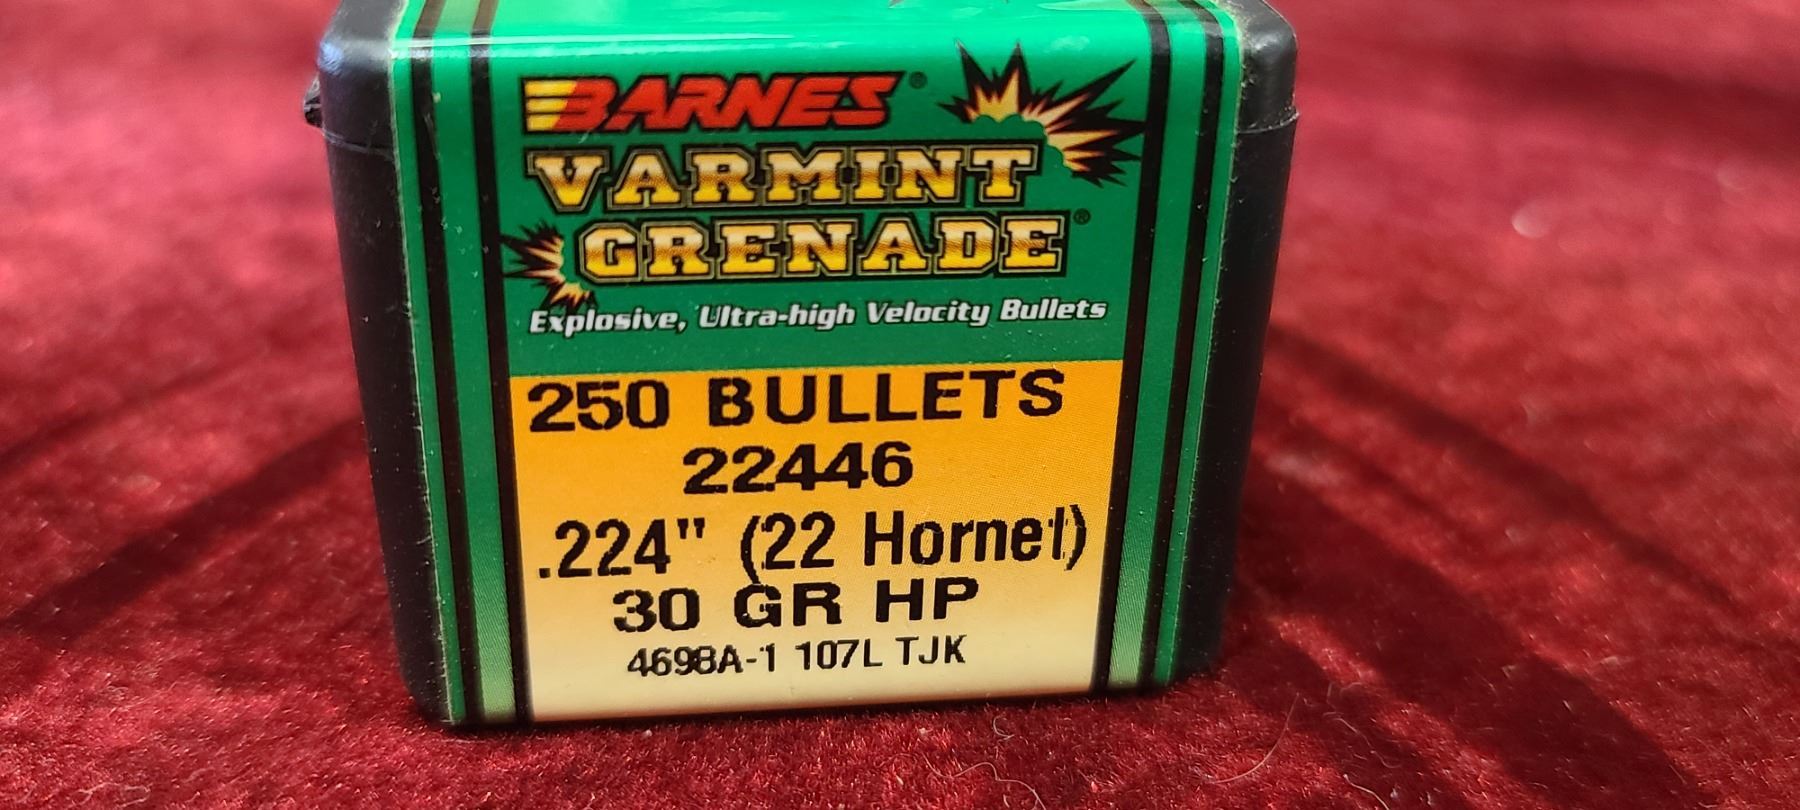 BARNES®
VARMINT
GRENADE®
Explosive, Ultra-high Velocity Bullets
250 BULLETS
22446
.224" (22 Hornet)
30 GR HP
4698A-1 107L TJK